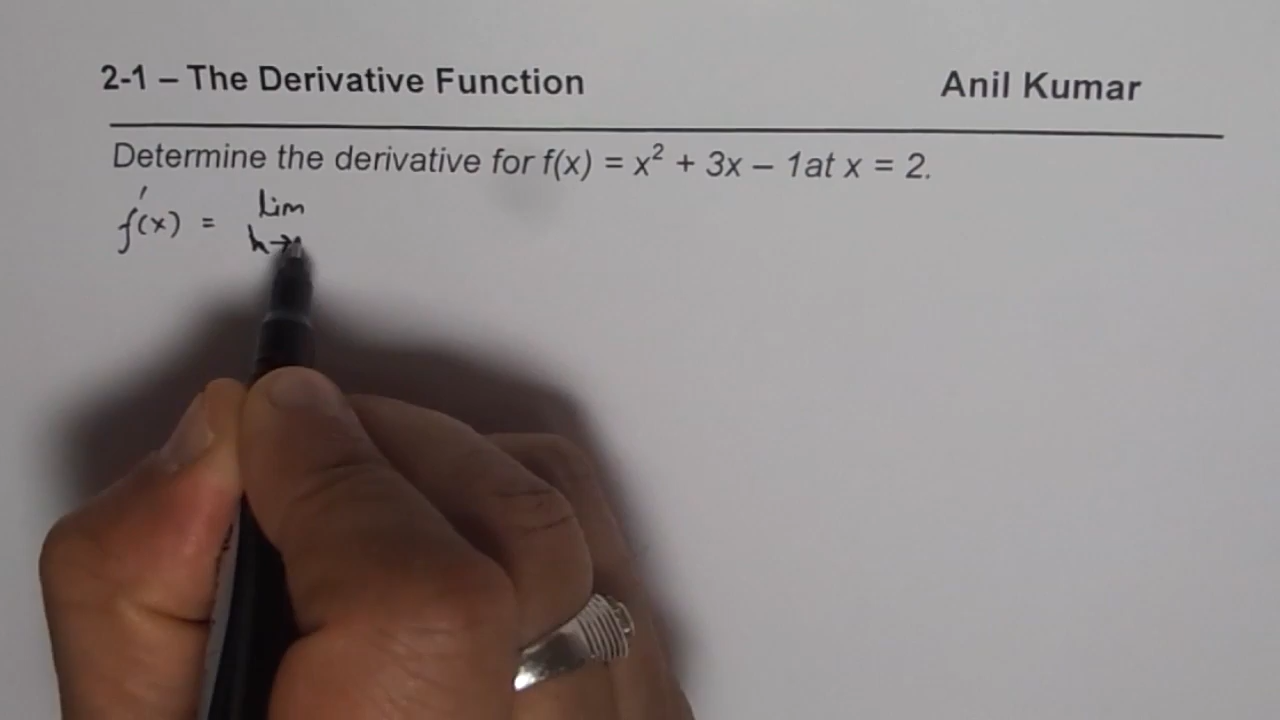 2-1 – The Derivative Function Anil Kumar
Determine the derivative for f(x) = x² + 3x – 1at x = 2.
f'(x) = lim
h→